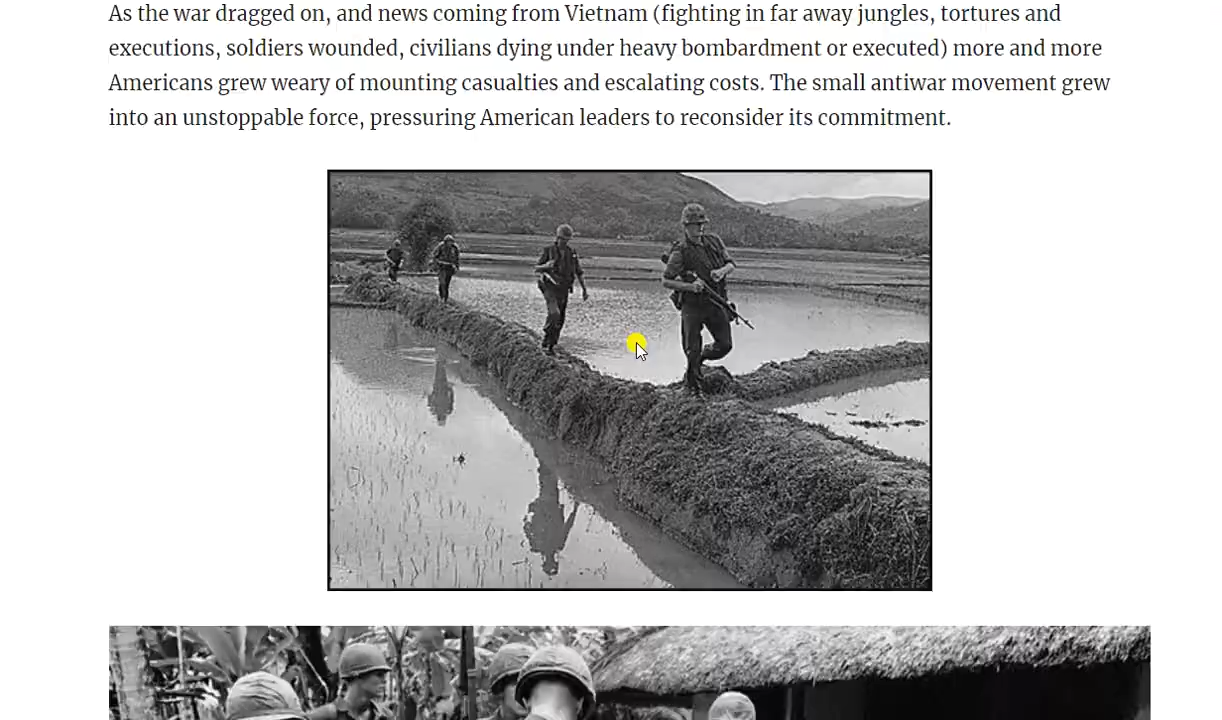 As the war dragged on, and news coming from Vietnam (fighting in far away jungles, tortures and
executions, soldiers wounded, civilians dying under heavy bombardment or executed) more and more
Americans grew weary of mounting casualties and escalating costs. The small antiwar movement grew
into an unstoppable force, pressuring American leaders to reconsider its commitment.